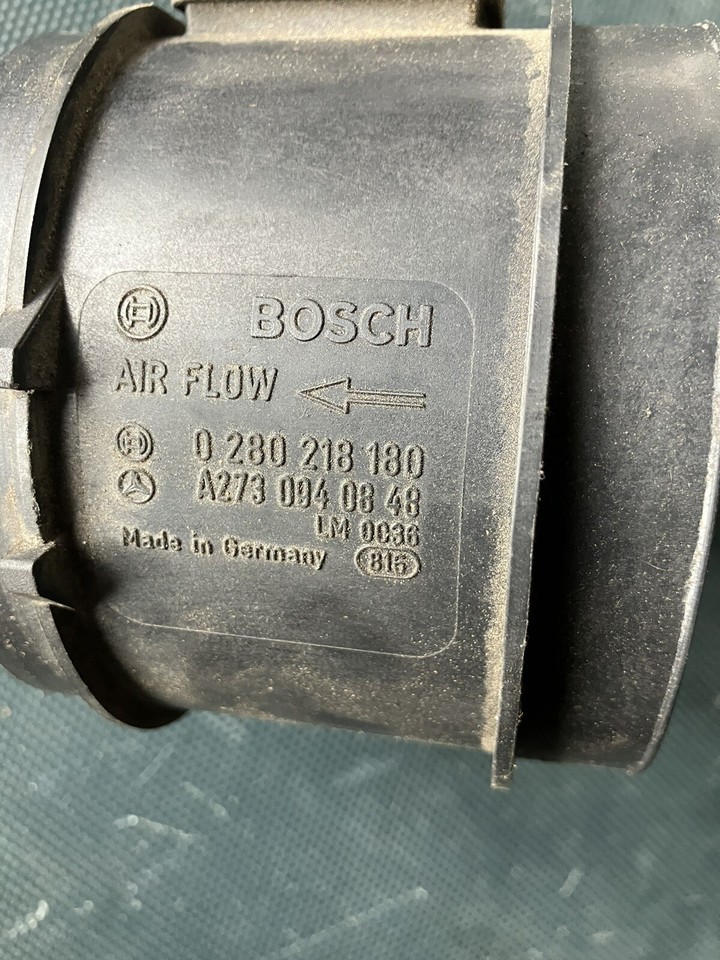 BOSCH
AIR FLOW
0 280 218 180
A273 094 08 48
LM 0036
Made in Germany 815